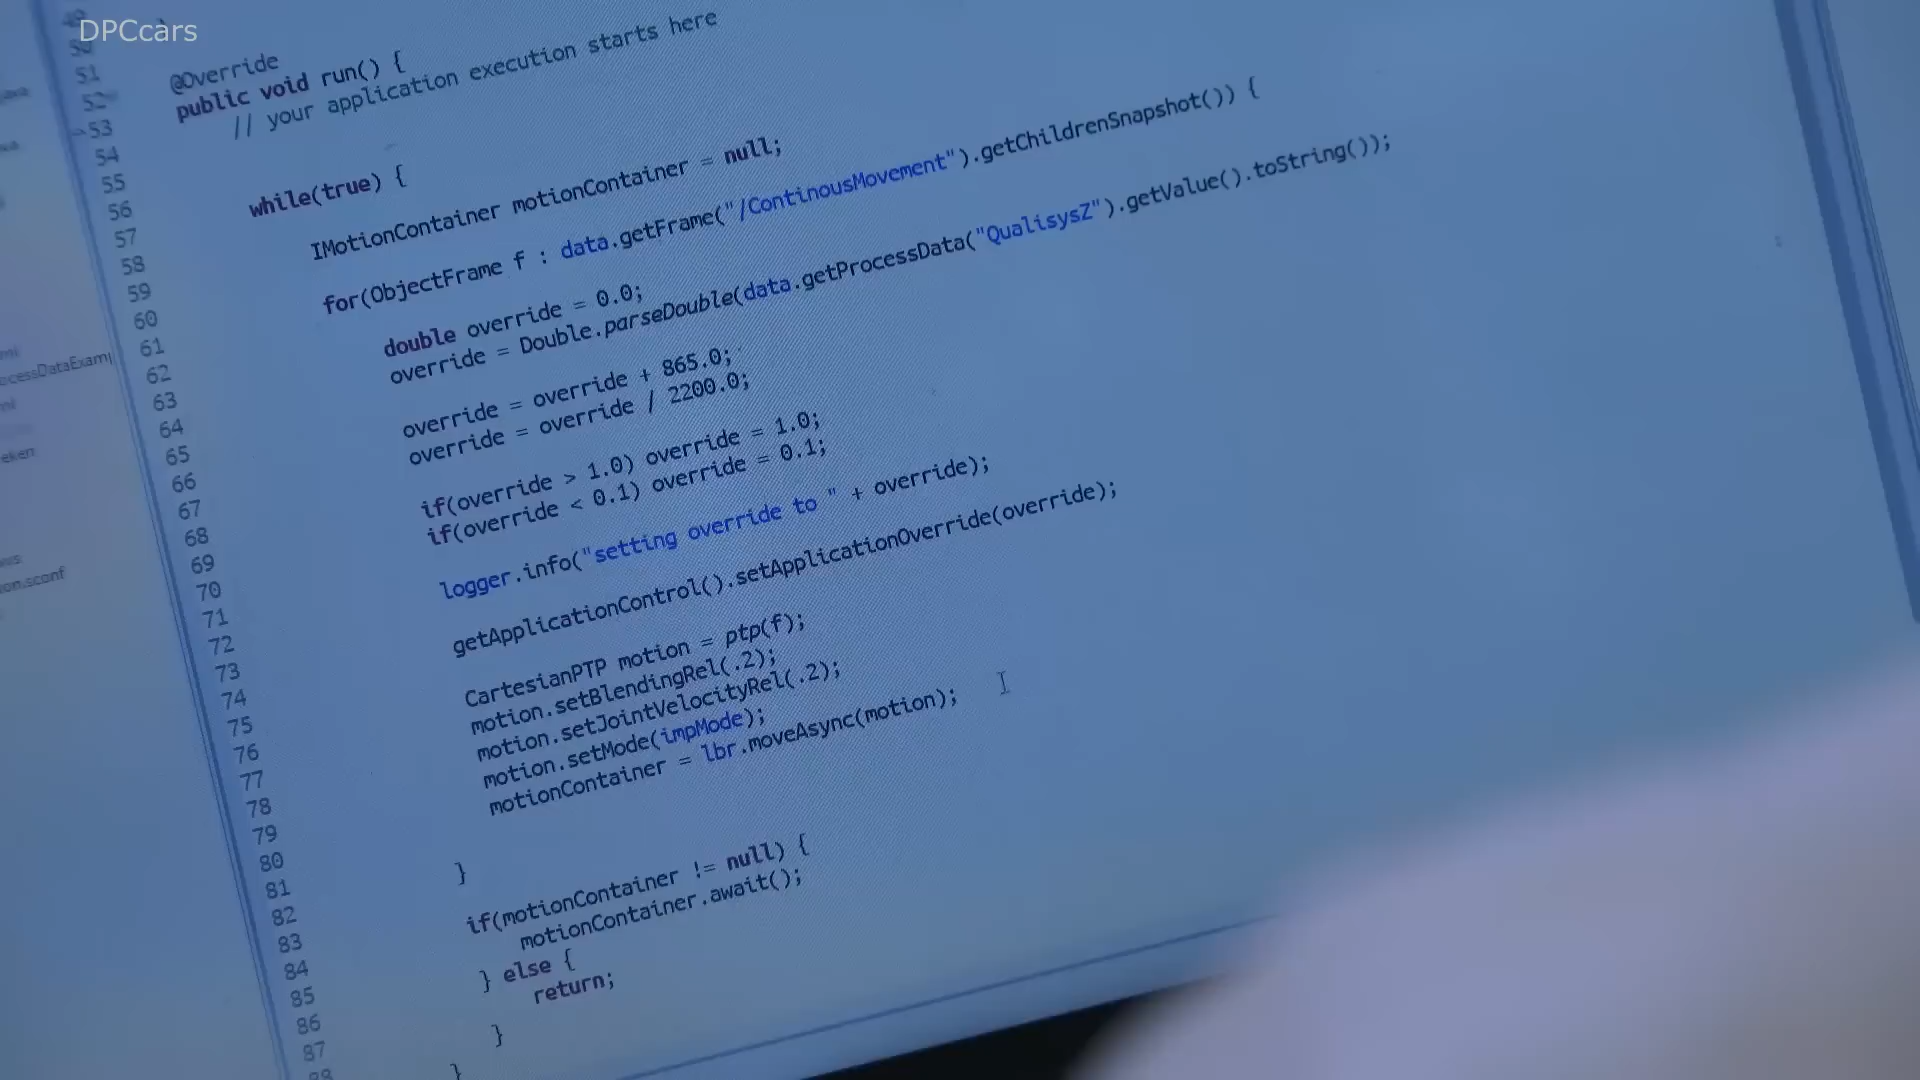 DPCcars
50
51
52
53
54
55
56
57
58
59
60
61
62
63
64
65
66
67
68
69
70
71
72
73
74
75
76
77
78
79
80
81
82
83
84
85
86
87
@Override
public void run() {
// your application execution starts here
while(true) {
IMotionContainer motionContainer = null;
for(ObjectFrame f : data.getFrame("/ContinousMovement").getChildrenSnapshot()) {
double override = 0.0;
override = Double.parseDouble(data.getProcessData("QualisysZ").getValue().toString());
override = override + 865.0;
override = override / 2200.0;
if(override > 1.0) override = 1.0;
if(override < 0.1) override = 0.1;
logger.info("setting override to " + override);
getApplicationControl().setApplicationOverride(override);
CartesianPTP motion = ptp(f);
motion.setBlendingRel(.2);
motion.setJointVelocityRel(.2);
motion.setMode(impMode);
motionContainer = lbr.moveAsync(motion);
}
if(motionContainer != null) {
motionContainer.await();
} else {
return;
}
}